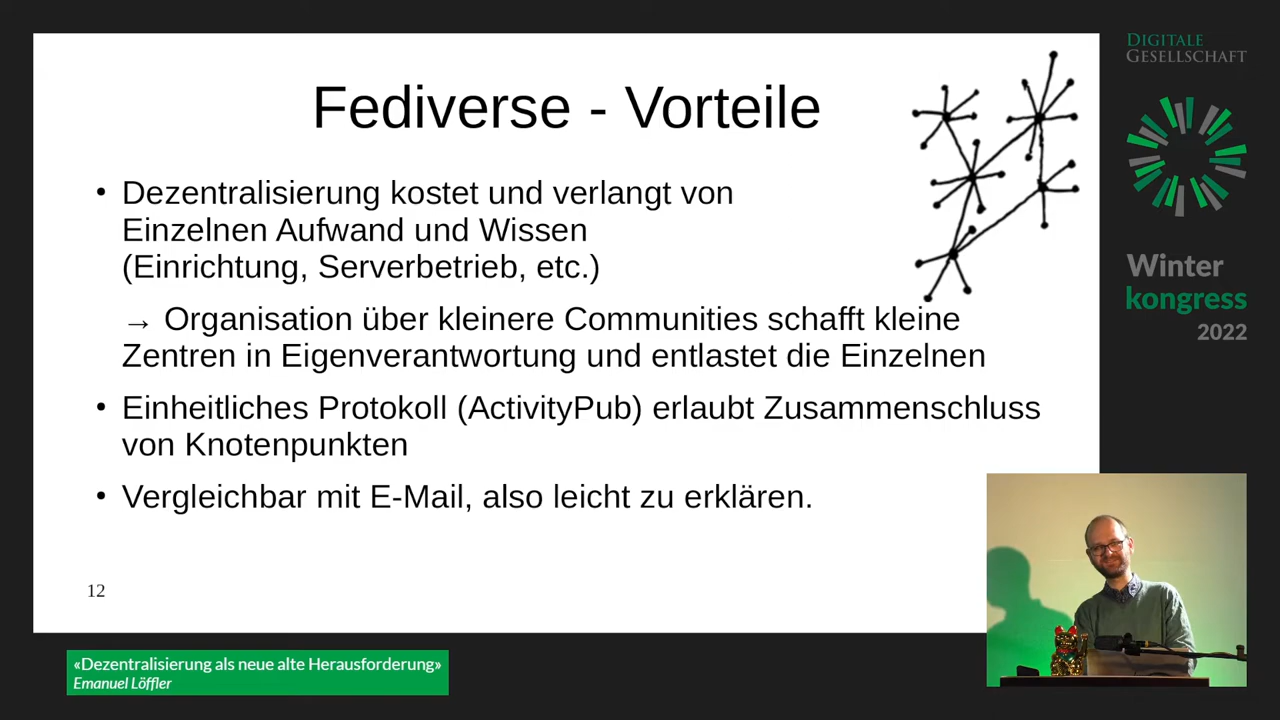 Fediverse - Vorteile
• Dezentralisierung kostet und verlangt von
Einzelnen Aufwand und Wissen
(Einrichtung, Serverbetrieb, etc.)
→ Organisation über kleinere Communities schafft kleine
Zentren in Eigenverantwortung und entlastet die Einzelnen
• Einheitliches Protokoll (ActivityPub) erlaubt Zusammenschluss
von Knotenpunkten
• Vergleichbar mit E-Mail, also leicht zu erklären.
12
DIGITALE
GESELLSCHAFT
Winter
kongress
2022
«Dezentralisierung als neue alte Herausforderung»
Emanuel Löffler